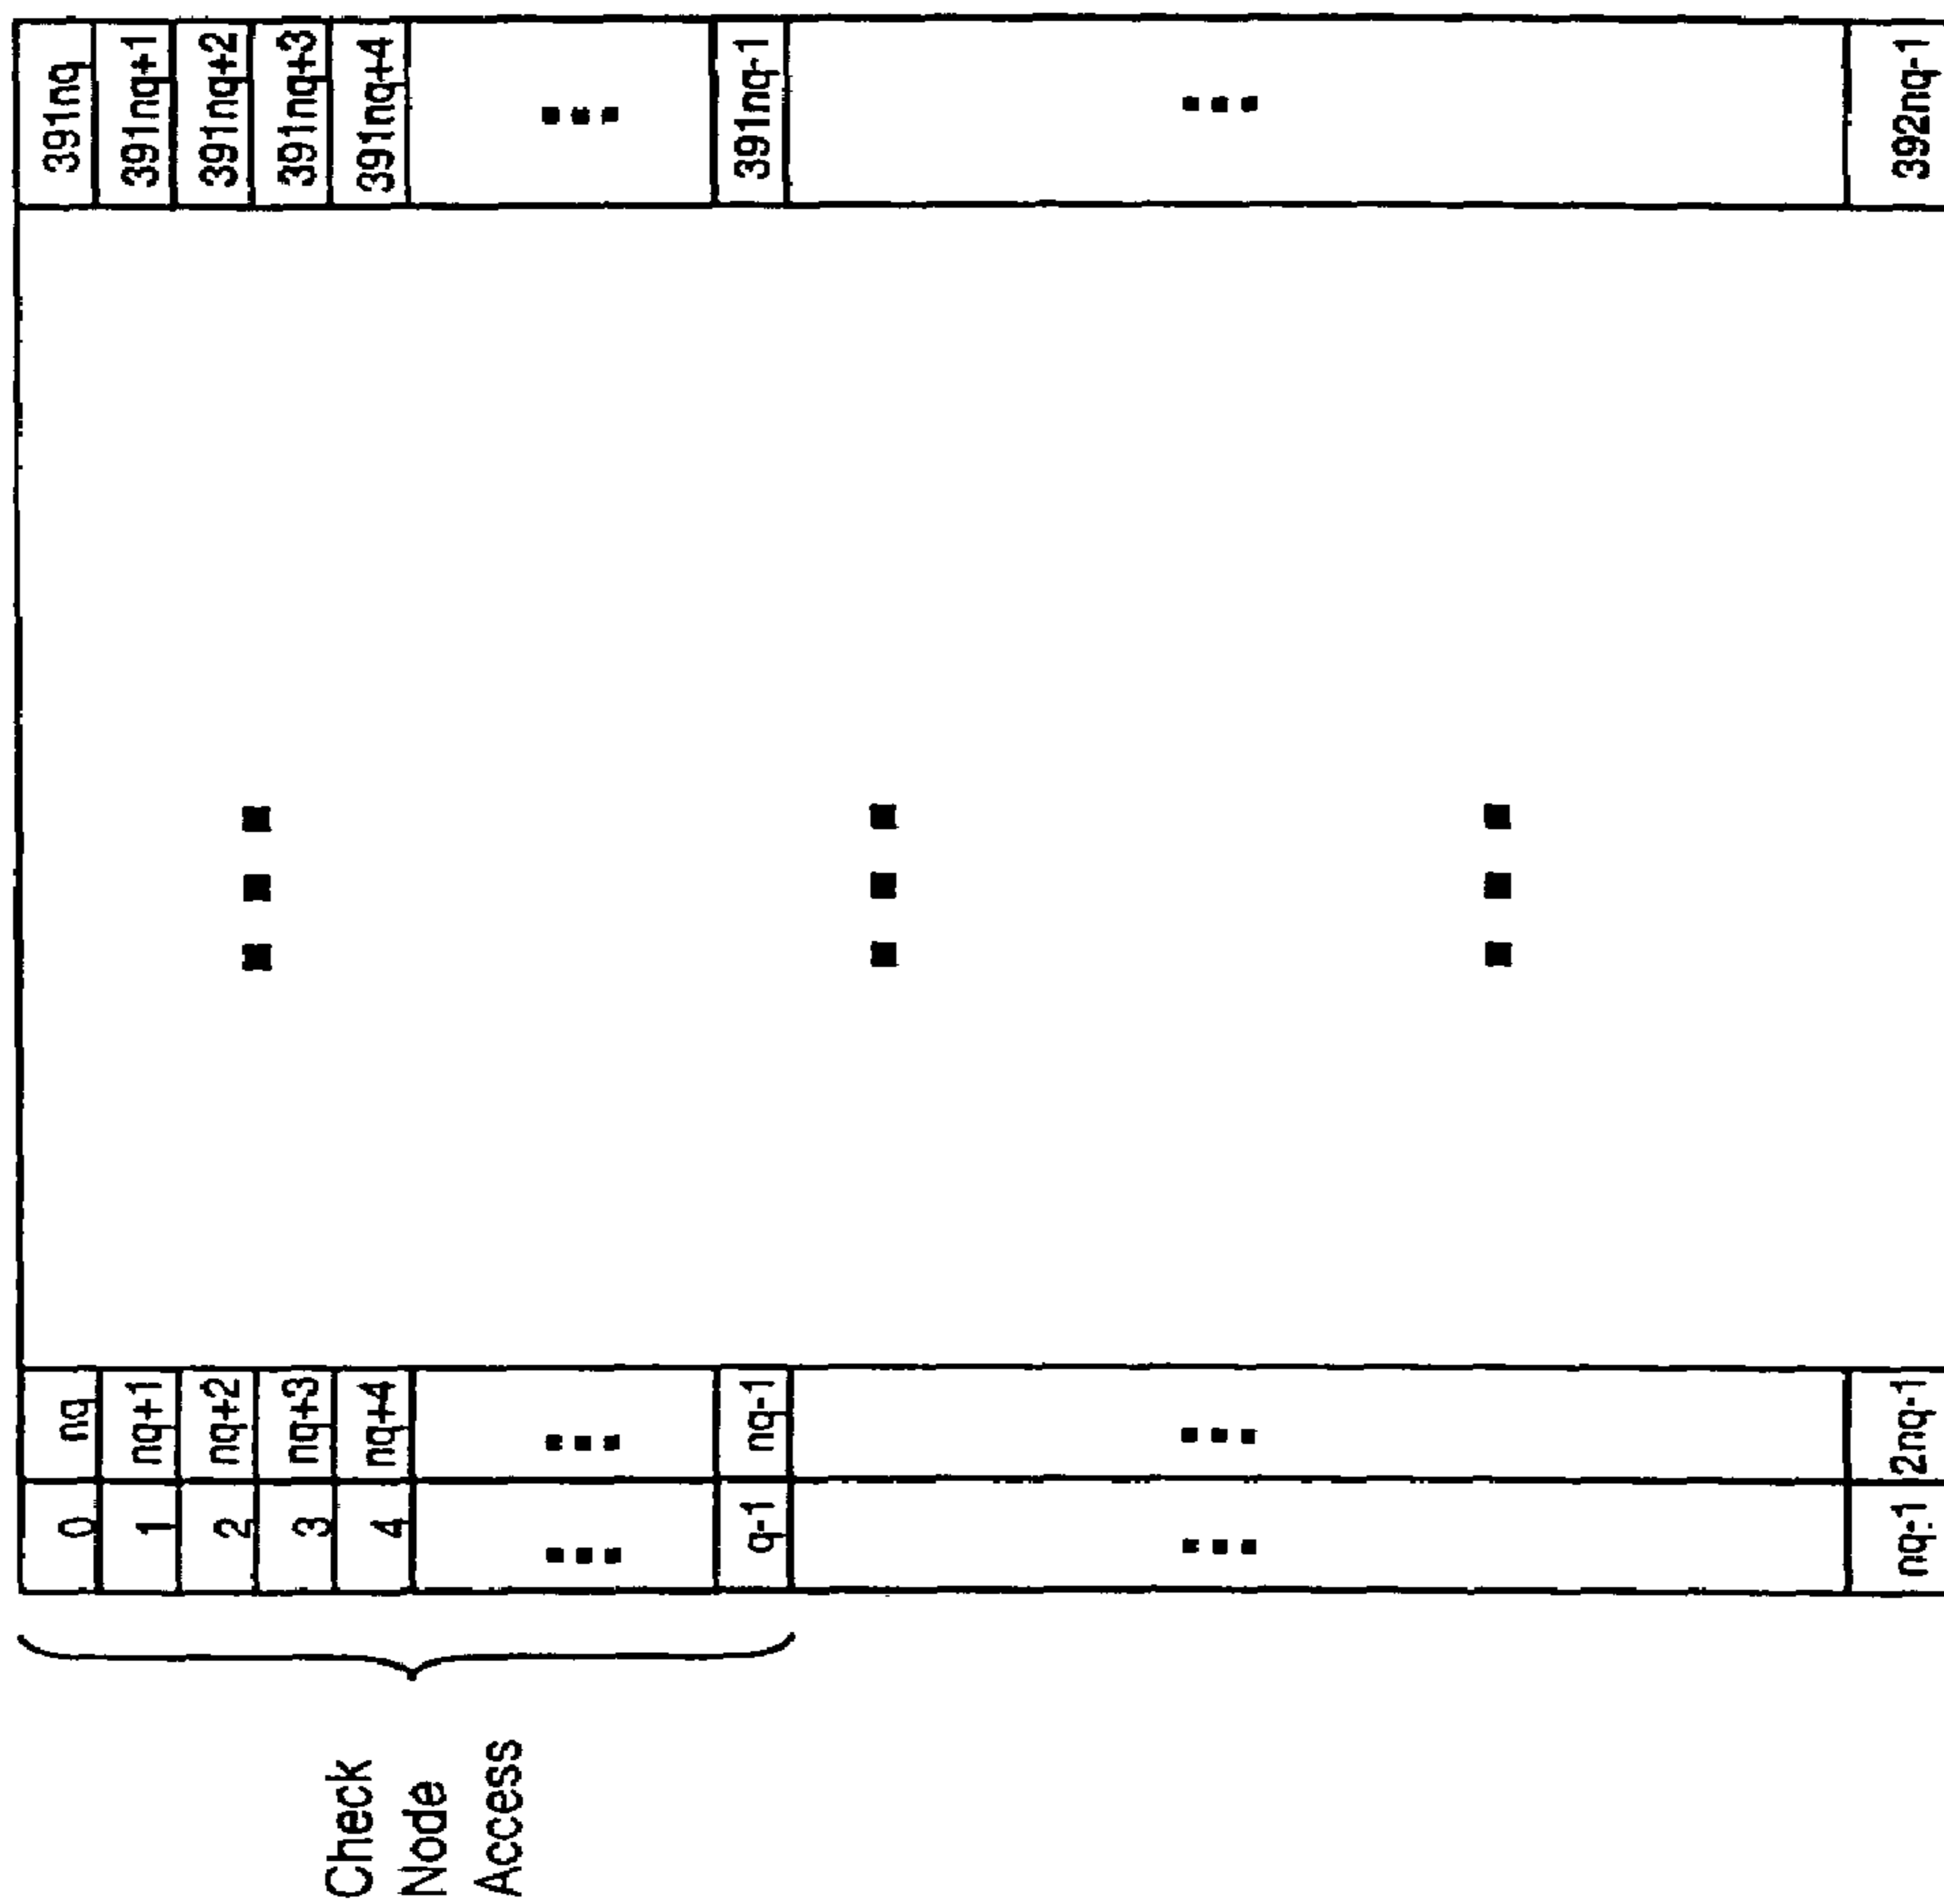 Check
Node
Access
0 nq 391nq
1 nq+1 391nq+1
2 nq+2 391nq+2
3 nq+3 391nq+3
4 nq+4 391nq+4
q-1 nq-1 391nq-1
nq-1 2nq-1 392nq-1